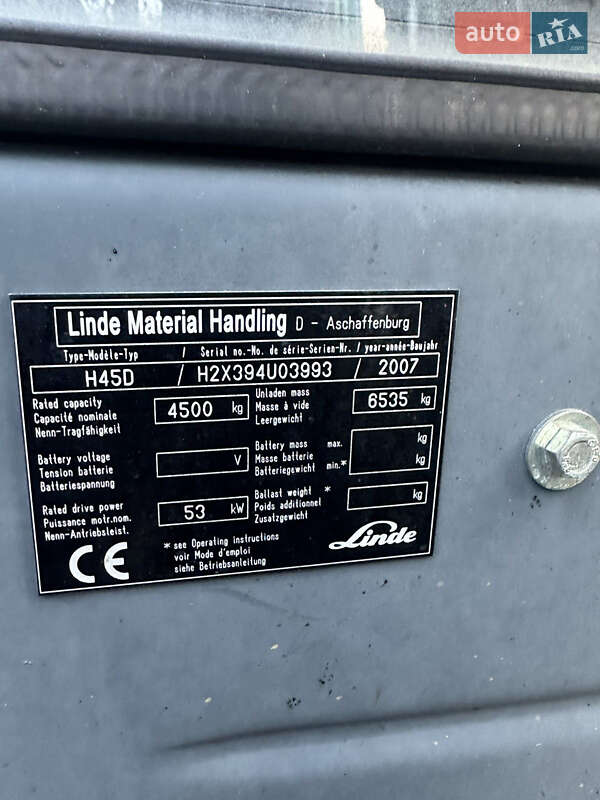 auto RIA.com
Linde Material Handling D - Aschaffenburg
Type-Modèle-Typ / Serial no.-No. de série-Serien-Nr. / year-année-Baujahr
H45D / H2X394U03993 / 2007
Rated capacity
Capacité nominale
Nenn-Tragfähigkeit
4500 kg
Unladen mass
Masse à vide
Leergewicht
6535 kg
Battery voltage
Tension batterie
Batteriespannung
V
Battery mass max. kg
Masse batterie
Batteriegewicht min.* kg
Rated drive power
Puissance motr.nom.
Nenn-Antriebsleist.
53 kW
Ballast weight * kg
Poids additionnel
Zusatzgewicht
CE
* see Operating instructions
voir Mode d'emploi
siehe Betriebsanleitung
Linde